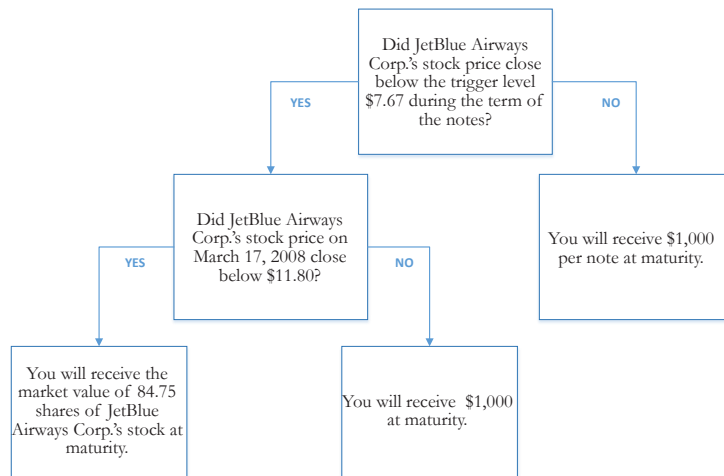 Did JetBlue Airways
Corp.'s stock price close
below the trigger level
$7.67 during the term of
the notes?
YES
NO
Did JetBlue Airways
Corp.'s stock price on
March 17, 2008 close
below $11.80?
You will receive $1,000
per note at maturity.
YES
NO
You will receive the
market value of 84.75
shares of JetBlue
Airways Corp.'s stock at
maturity.
You will receive $1,000
at maturity.